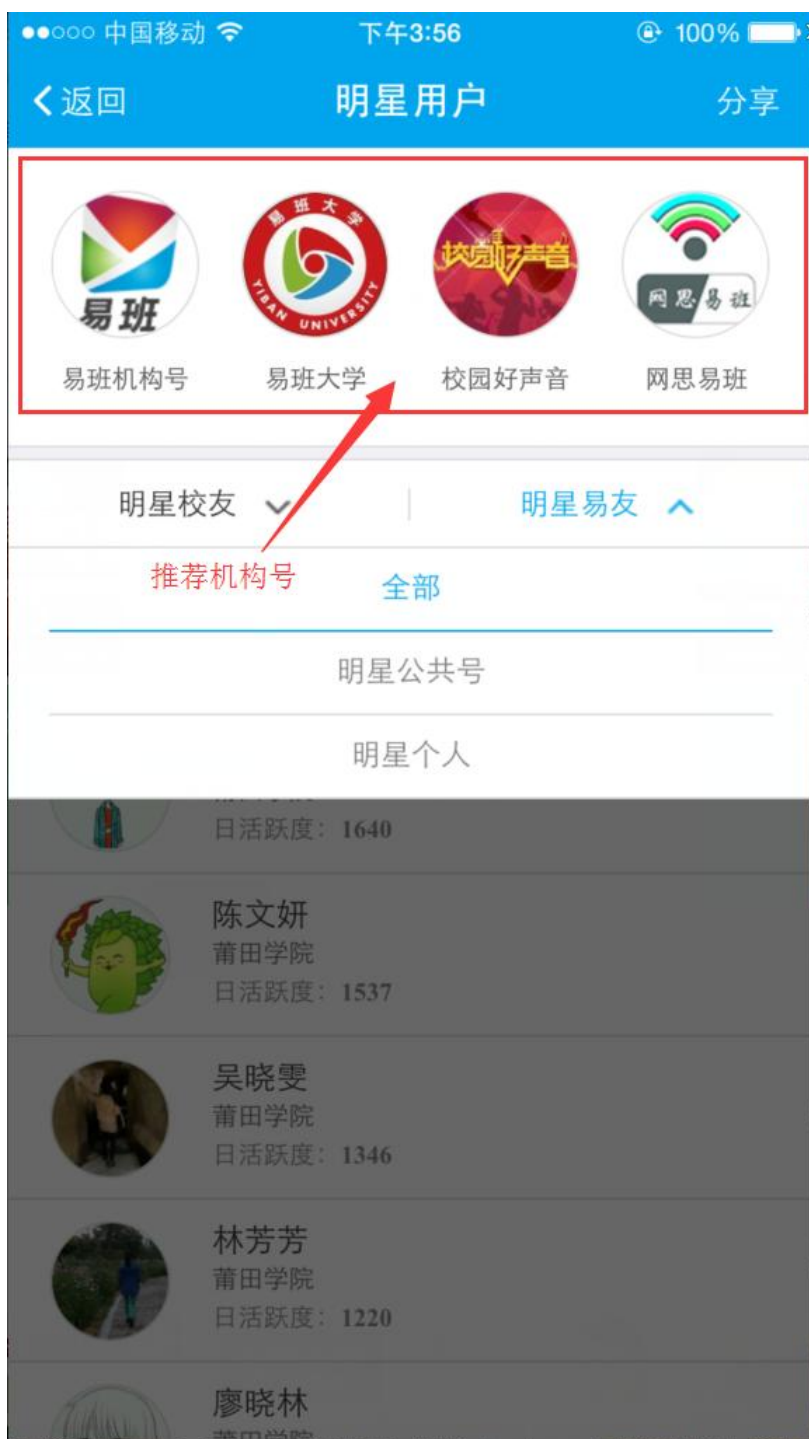 中国移动 下午3:56 100%
返回 明星用户 分享
易班 易班大学 YIBAN UNIVERSITY 校园好声音 网思易班
易班机构号 易班大学 校园好声音 网思易班
明星校友 明星易友
推荐机构号
全部
明星公共号
明星个人
日活跃度：1640
陈文妍
莆田学院
日活跃度：1537
吴晓雯
莆田学院
日活跃度：1346
林芳芳
莆田学院
日活跃度：1220
廖晓林
莆田学院